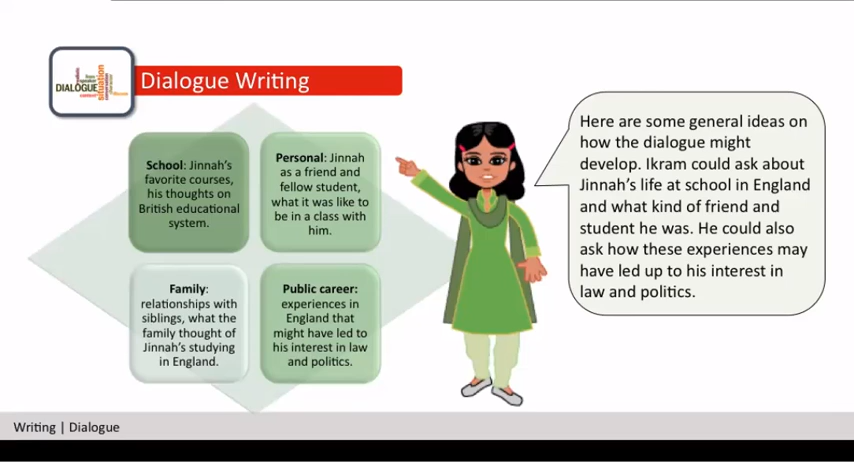 DIALOGUE
situation
Dialogue Writing
School: Jinnah's
favorite courses,
his thoughts on
British educational
system.
Personal: Jinnah
as a friend and
fellow student,
what it was like to
be in a class with
him.
Family:
relationships with
siblings, what the
family thought of
Jinnah's studying
in England.
Public career:
experiences in
England that
might have led to
his interest in law
and politics.
Here are some general ideas on
how the dialogue might
develop. Ikram could ask about
Jinnah's life at school in England
and what kind of friend and
student he was. He could also
ask how these experiences may
have led up to his interest in
law and politics.
Writing | Dialogue